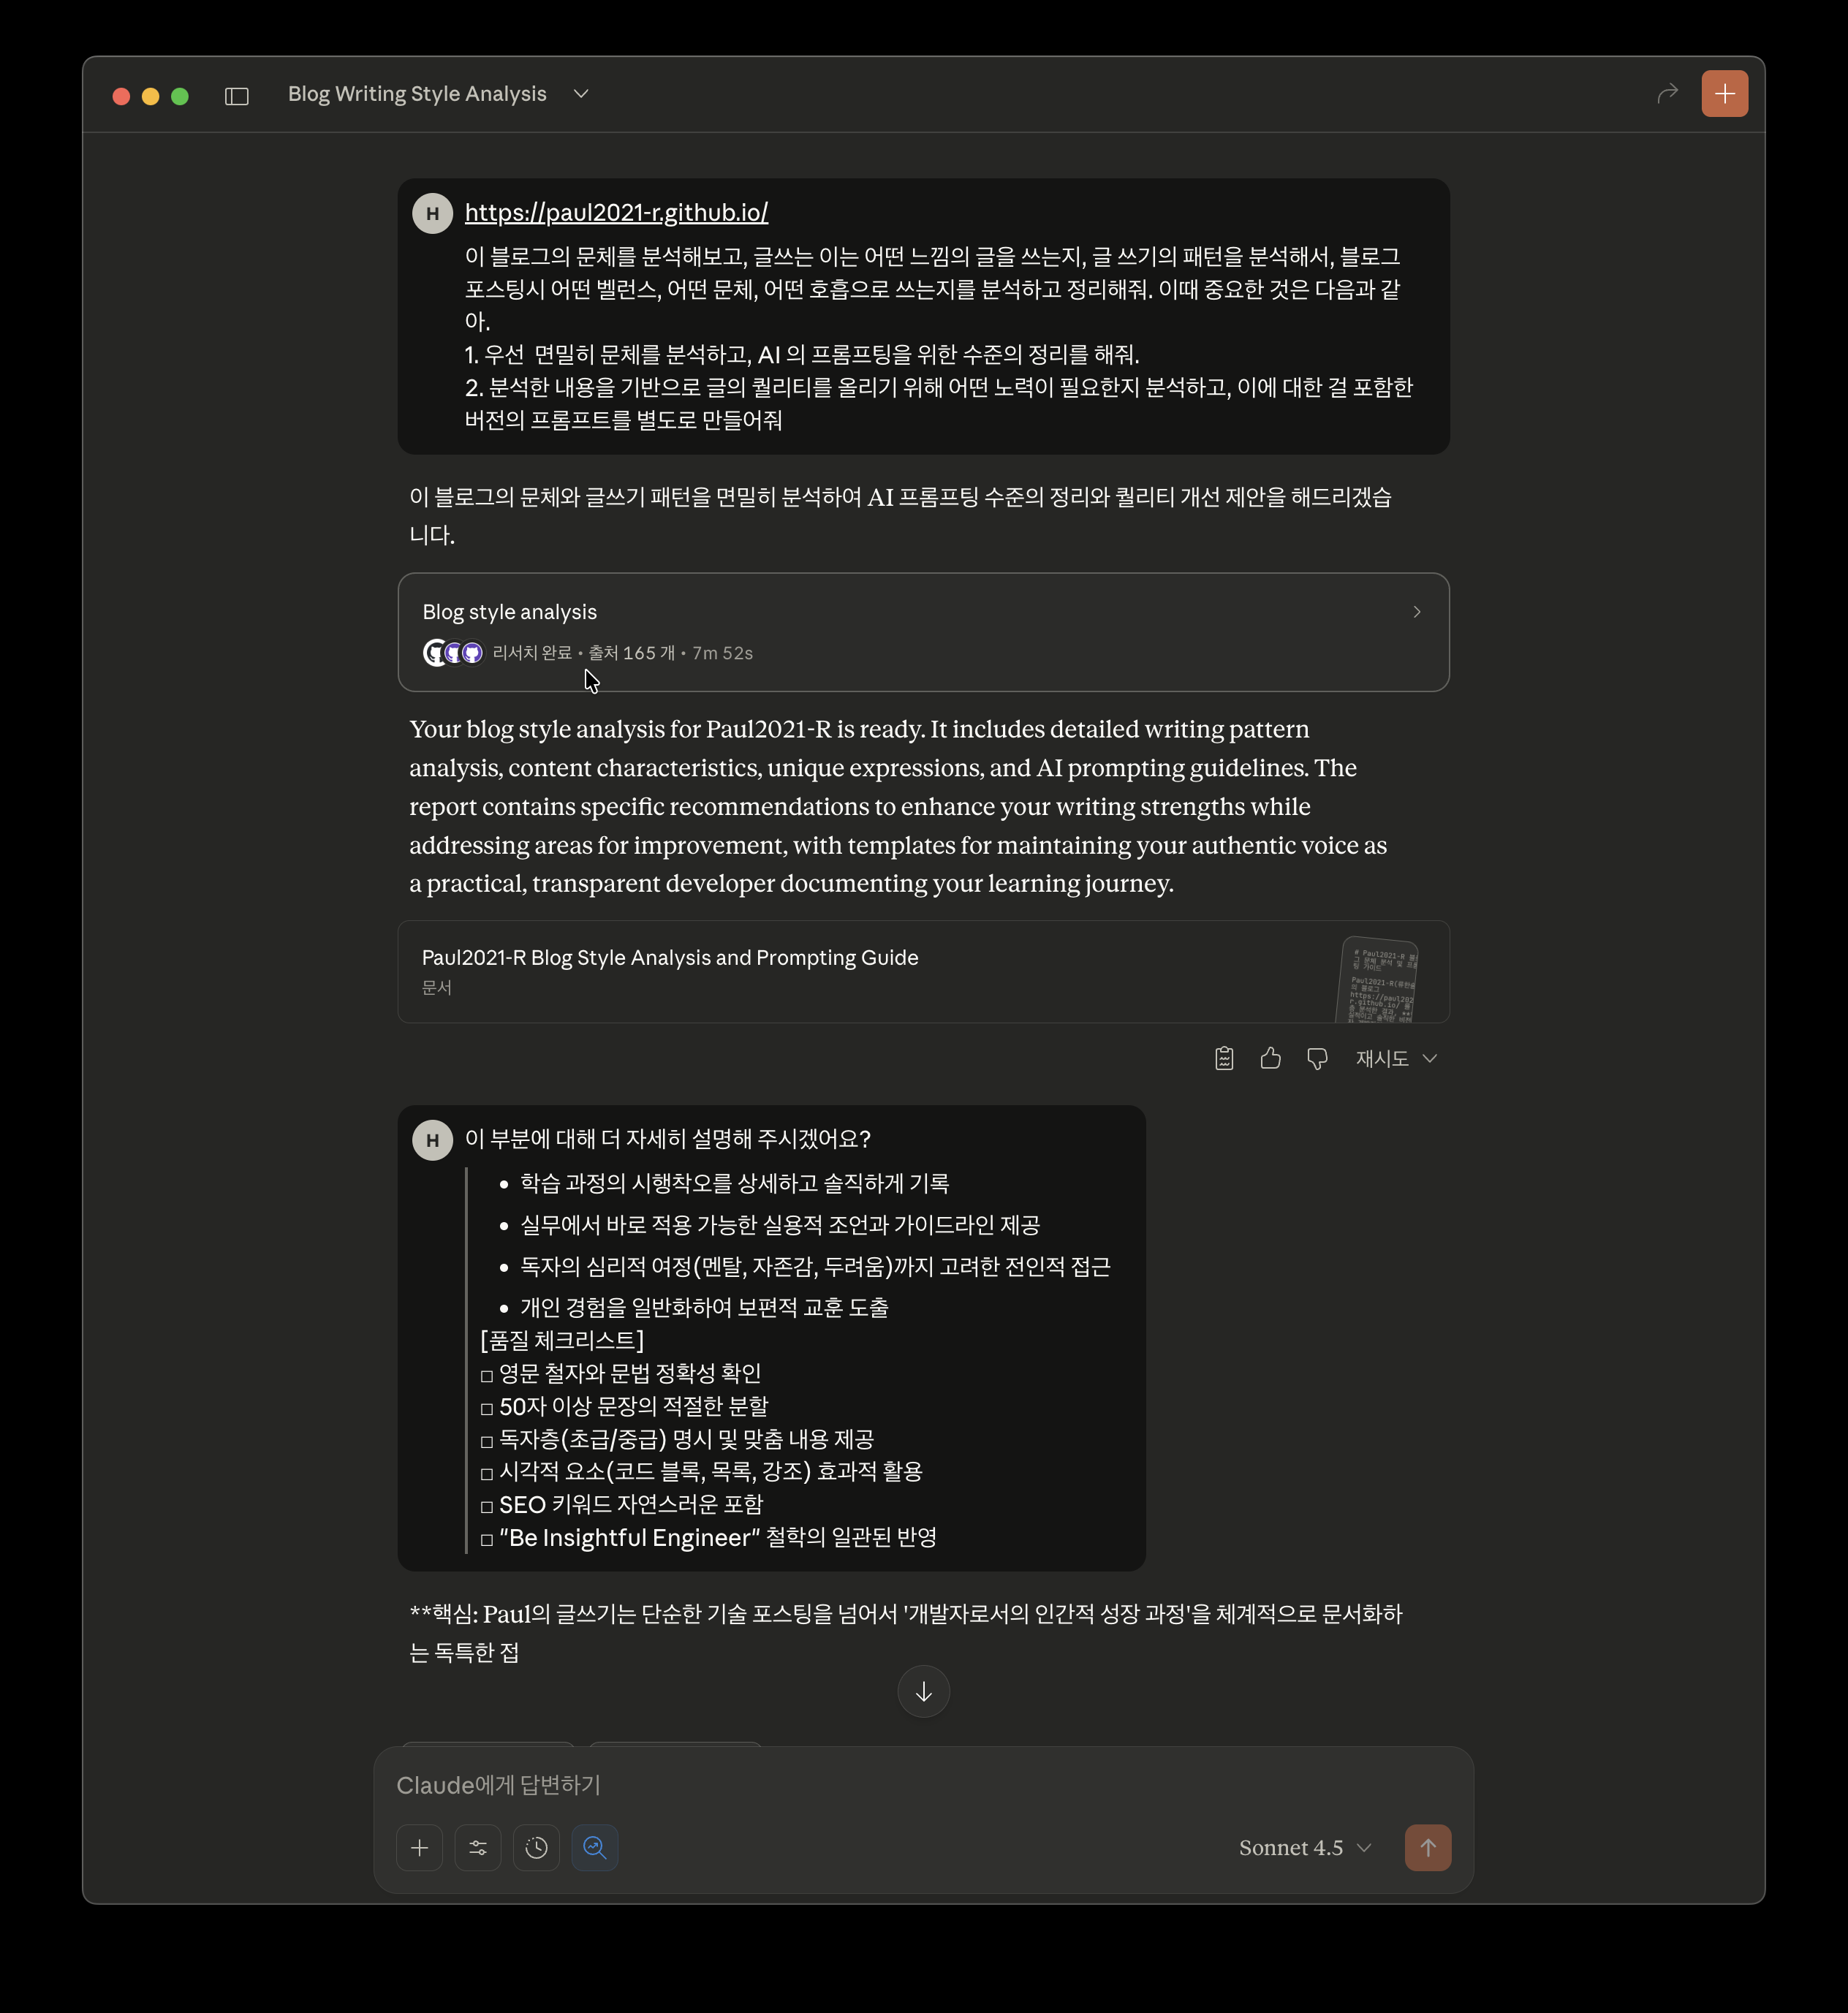 Blog Writing Style Analysis
H
https://paul2021-r.github.io/
이 블로그의 문체를 분석해보고, 글쓰는 이는 어떤 느낌의 글을 쓰는지, 글 쓰기의 패턴을 분석해서, 블로그
포스팅시 어떤 벨런스, 어떤 문체, 어떤 호흡으로 쓰는지를 분석하고 정리해줘. 이때 중요한 것은 다음과 같
아.
1. 우선  면밀히 문체를 분석하고, AI 의 프롬프팅을 위한 수준의 정리를 해줘.
2. 분석한 내용을 기반으로 글의 퀄리티를 올리기 위해 어떤 노력이 필요한지 분석하고, 이에 대한 걸 포함한
버전의 프롬프트를 별도로 만들어줘
이 블로그의 문체와 글쓰기 패턴을 면밀히 분석하여 AI 프롬프팅 수준의 정리와 퀄리티 개선 제안을 해드리겠습
니다.
Blog style analysis
리서치 완료 • 출처 165 개 • 7m 52s
Your blog style analysis for Paul2021-R is ready. It includes detailed writing pattern
analysis, content characteristics, unique expressions, and AI prompting guidelines. The
report contains specific recommendations to enhance your writing strengths while
addressing areas for improvement, with templates for maintaining your authentic voice as
a practical, transparent developer documenting your learning journey.
Paul2021-R Blog Style Analysis and Prompting Guide
문서
재시도
H
이 부분에 대해 더 자세히 설명해 주시겠어요?
• 학습 과정의 시행착오를 상세하고 솔직하게 기록
• 실무에서 바로 적용 가능한 실용적 조언과 가이드라인 제공
• 독자의 심리적 여정(멘탈, 자존감, 두려움)까지 고려한 전인적 접근
• 개인 경험을 일반화하여 보편적 교훈 도출
[품질 체크리스트]
□ 영문 철자와 문법 정확성 확인
□ 50자 이상 문장의 적절한 분할
□ 독자층(초급/중급) 명시 및 맞춤 내용 제공
□ 시각적 요소(코드 블록, 목록, 강조) 효과적 활용
□ SEO 키워드 자연스러운 포함
□ "Be Insightful Engineer" 철학의 일관된 반영
**핵심: Paul의 글쓰기는 단순한 기술 포스팅을 넘어서 '개발자로서의 인간적 성장 과정'을 체계적으로 문서화하
는 독특한 접
Claude에게 답변하기
Sonnet 4.5